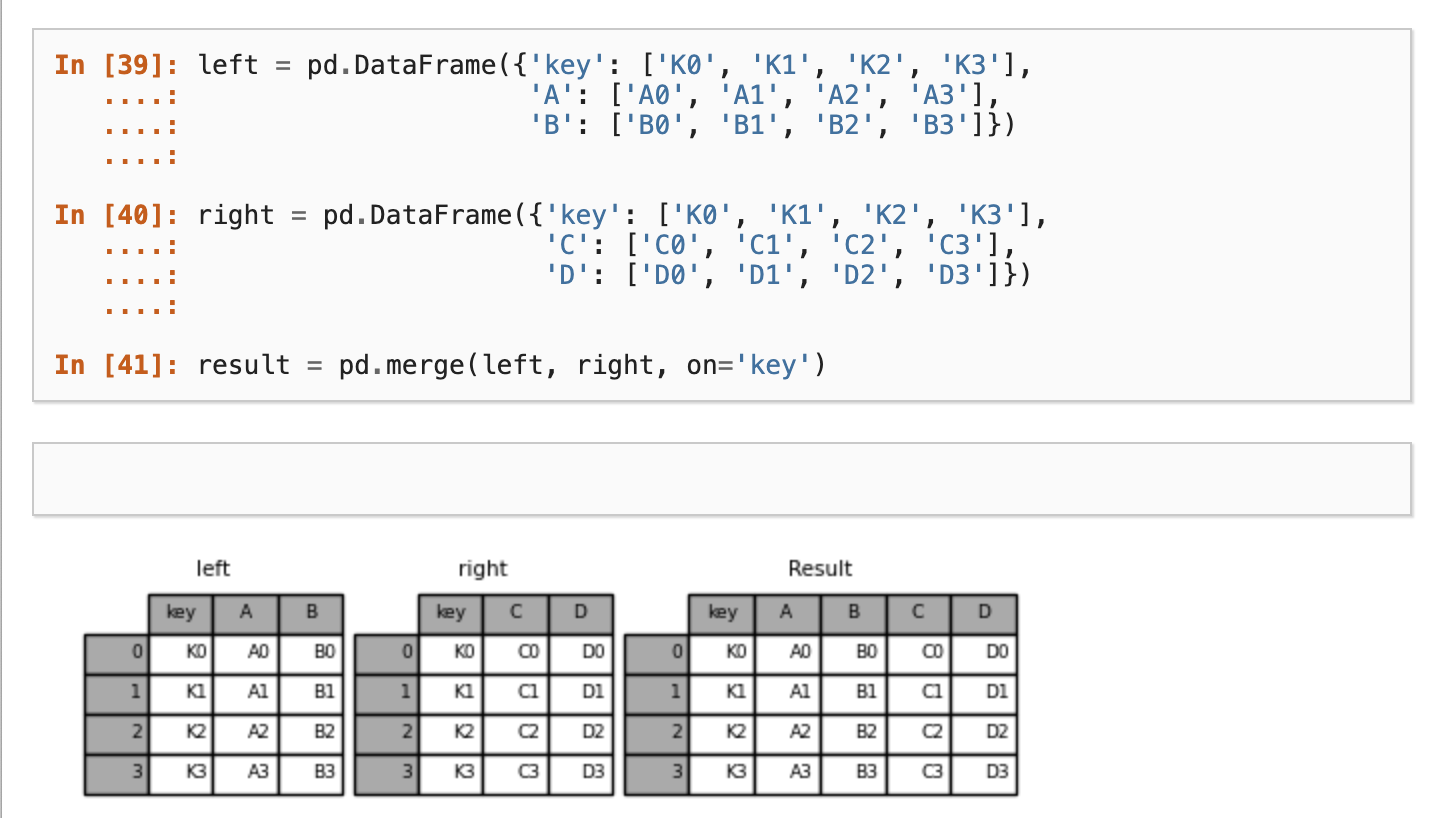 In [39]: left = pd.DataFrame({'key': ['K0', 'K1', 'K2', 'K3'],
   ....:                      'A': ['A0', 'A1', 'A2', 'A3'],
   ....:                      'B': ['B0', 'B1', 'B2', 'B3']})
   ....:
In [40]: right = pd.DataFrame({'key': ['K0', 'K1', 'K2', 'K3'],
   ....:                       'C': ['C0', 'C1', 'C2', 'C3'],
   ....:                       'D': ['D0', 'D1', 'D2', 'D3']})
   ....:
In [41]: result = pd.merge(left, right, on='key')
left right Result
key A B key C D key A B C D
0 K0 A0 B0 0 K0 C0 D0 0 K0 A0 B0 C0 D0
1 K1 A1 B1 1 K1 C1 D1 1 K1 A1 B1 C1 D1
2 K2 A2 B2 2 K2 C2 D2 2 K2 A2 B2 C2 D2
3 K3 A3 B3 3 K3 C3 D3 3 K3 A3 B3 C3 D3